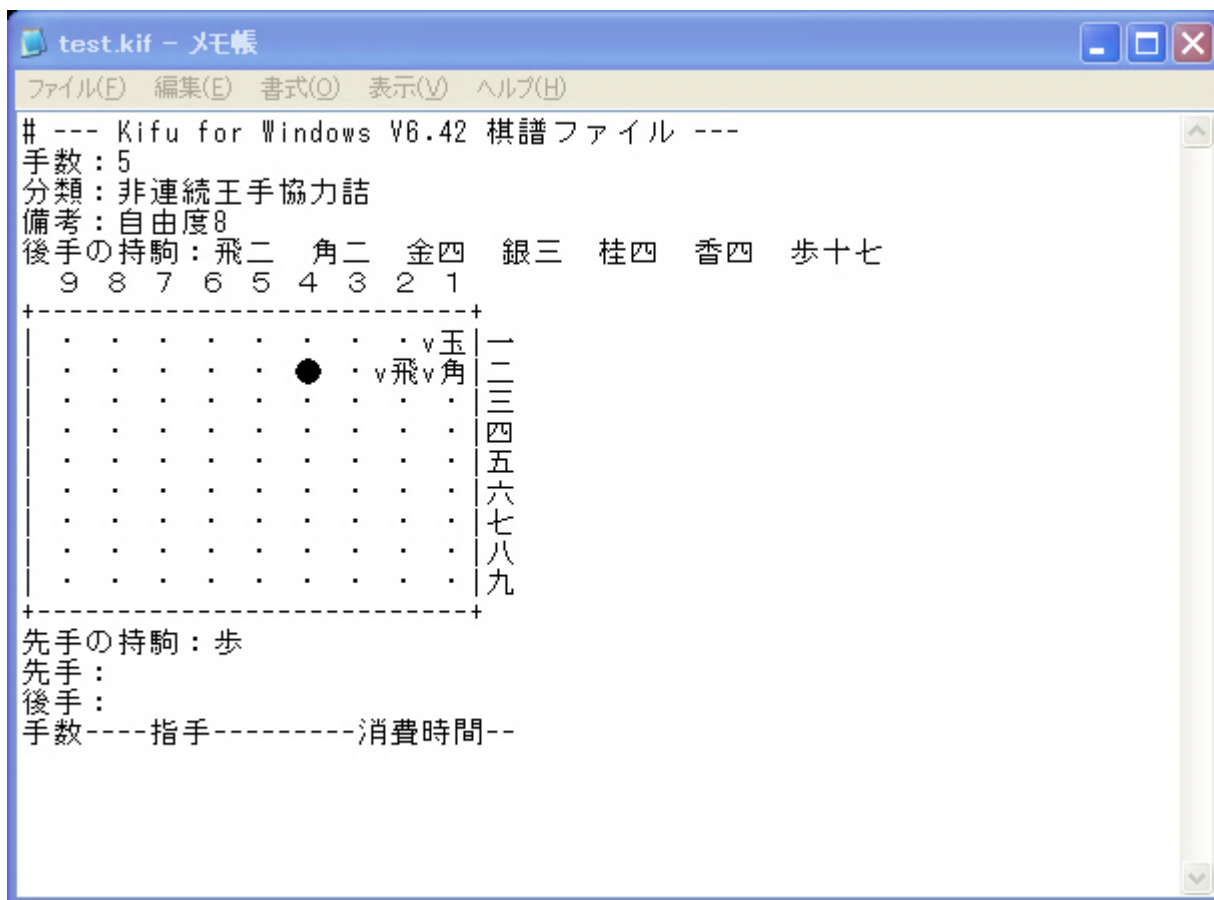 test.kif - メモ帳
ファイル(F) 編集(E) 書式(O) 表示(V) ヘルプ(H)
# --- Kifu for Windows V6.42 棋譜ファイル ---
手数：5
分類：非連続王手協力詰
備考：自由度8
後手の持駒：飛二　角二　金四　銀三　桂四　香四　歩十七
  ９ ８ ７ ６ ５ ４ ３ ２ １
+---------------------------+
| ・ ・ ・ ・ ・ ・ ・ ・v玉|一
| ・ ・ ・ ・ ・ ● ・v飛v角|二
| ・ ・ ・ ・ ・ ・ ・ ・ ・|三
| ・ ・ ・ ・ ・ ・ ・ ・ ・|四
| ・ ・ ・ ・ ・ ・ ・ ・ ・|五
| ・ ・ ・ ・ ・ ・ ・ ・ ・|六
| ・ ・ ・ ・ ・ ・ ・ ・ ・|七
| ・ ・ ・ ・ ・ ・ ・ ・ ・|八
| ・ ・ ・ ・ ・ ・ ・ ・ ・|九
+---------------------------+
先手の持駒：歩
先手：
後手：
手数----指手---------消費時間--